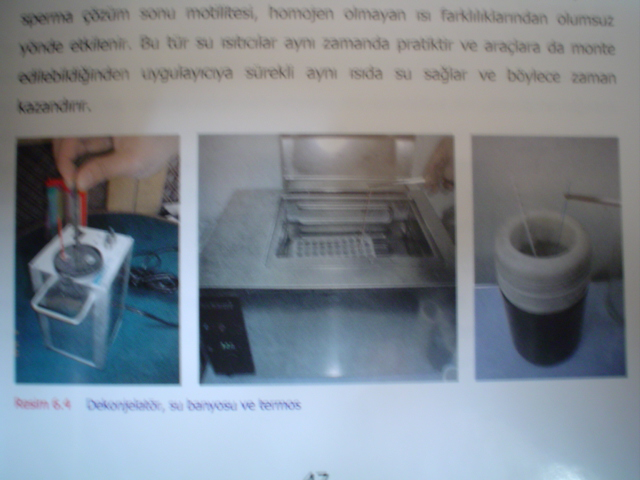 sperma çözüm sonu motilitesi, homojen olmayan ısı farklılıklarından olumsuz
yönde etkilenir. Bu tür su ısıtıcılar aynı zamanda pratiktir ve araçlara da monte
edilebildiğinden uygulayıcıya sürekli aynı ısıda su sağlar ve böylece zaman
kazandırır.
Resim 6.4 Dekonjelatör, su banyosu ve termos
47